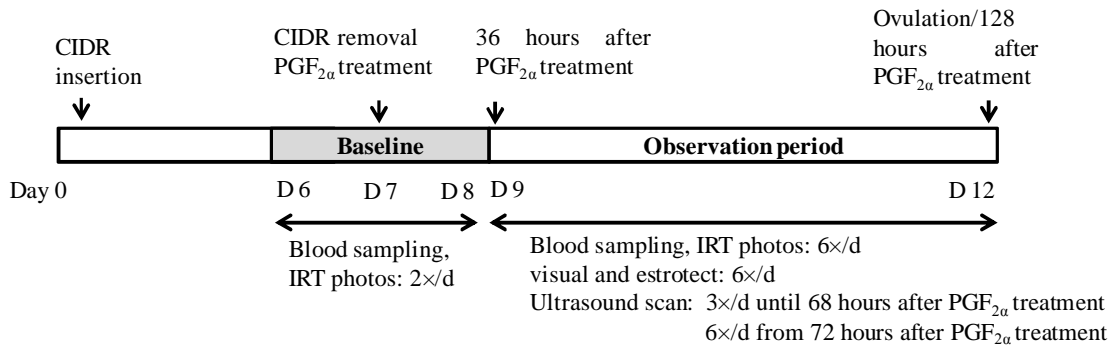 CIDR
insertion
CIDR removal
PGF2α treatment
36 hours after
PGF2α treatment
Ovulation/128
hours after
PGF2α treatment
Baseline
Observation period
Day 0
D 6
D 7
D 8
D 9
D 12
Blood sampling,
IRT photos: 2×/d
Blood sampling, IRT photos: 6×/d
visual and estrotect: 6×/d
Ultrasound scan: 3×/d until 68 hours after PGF2α treatment
6×/d from 72 hours after PGF2α treatment